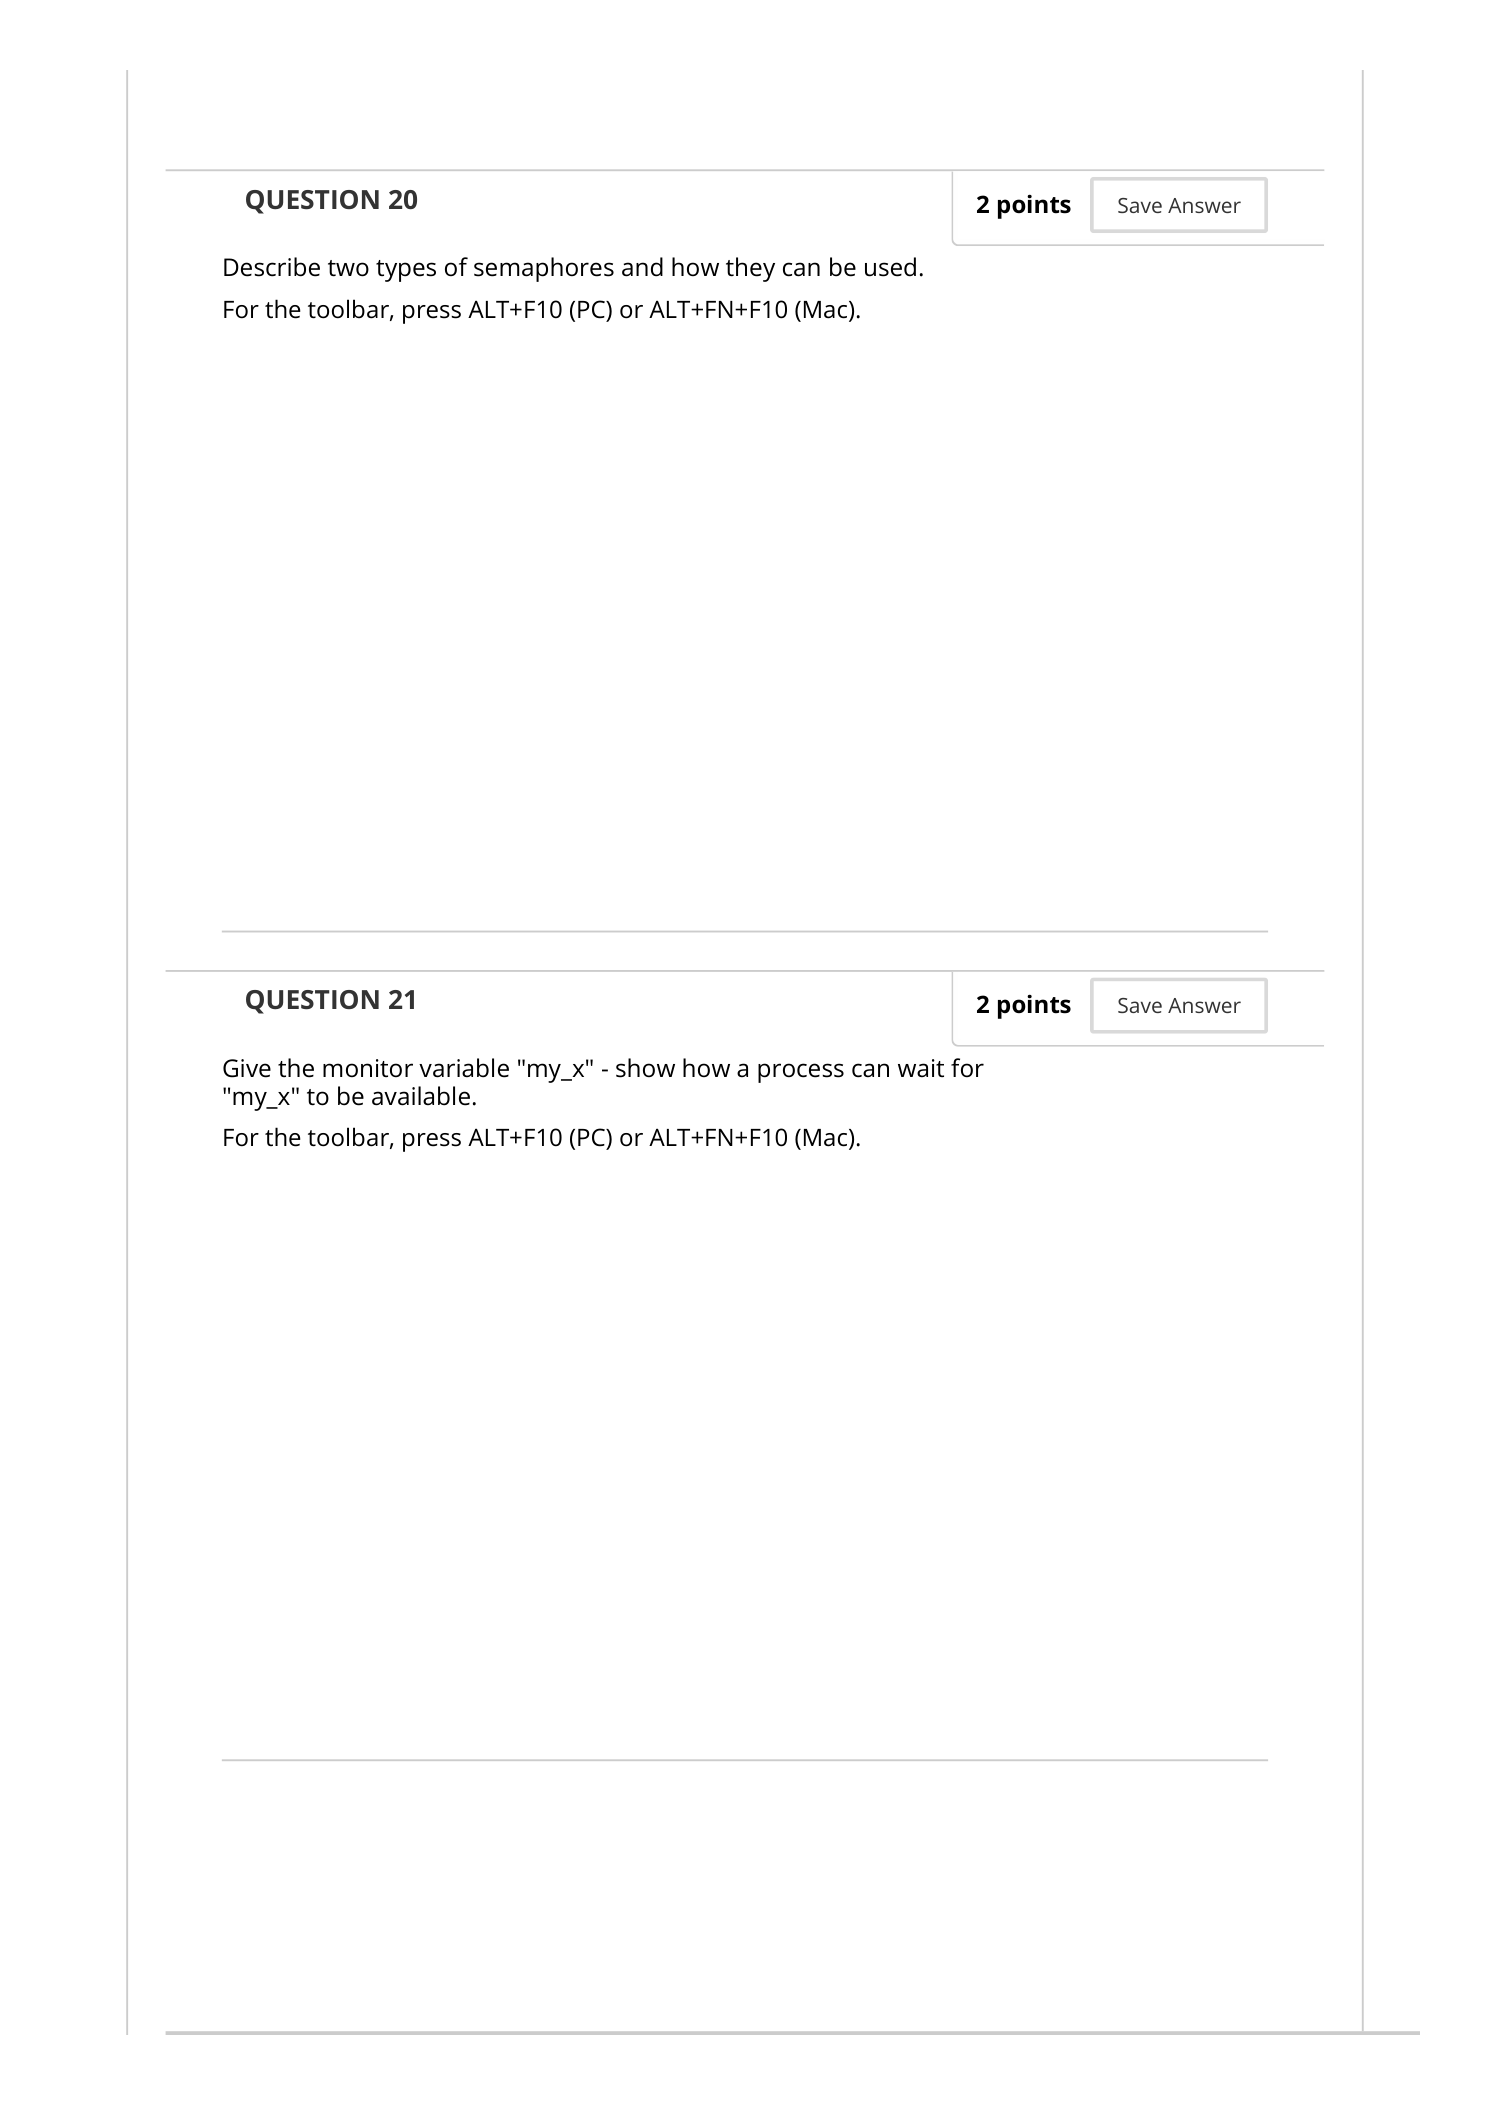 QUESTION 20
2 points
Save Answer
Describe two types of semaphores and how they can be used.
For the toolbar, press ALT+F10 (PC) or ALT+FN+F10 (Mac).
QUESTION 21
2 points
Save Answer
Give the monitor variable "my_x" - show how a process can wait for
"my_x" to be available.
For the toolbar, press ALT+F10 (PC) or ALT+FN+F10 (Mac).